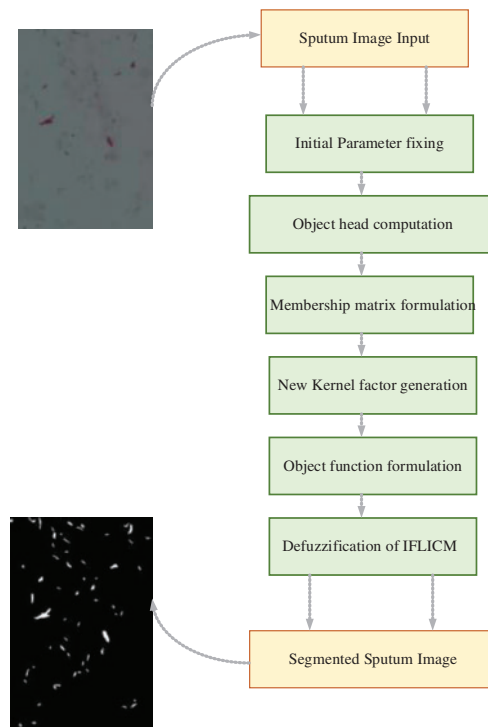 Sputum Image Input
Initial Parameter fixing
Object head computation
Membership matrix formulation
New Kernel factor generation
Object function formulation
Defuzzification of IFLICM
Segmented Sputum Image